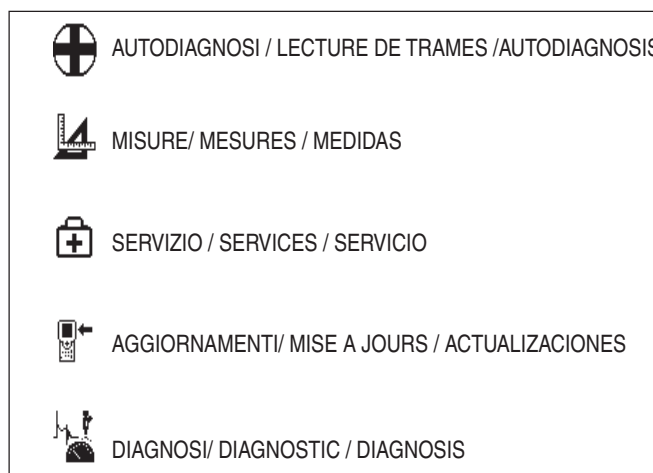 AUTODIAGNOSI / LECTURE DE TRAMES /AUTODIAGNOSIS
MISURE/ MESURES / MEDIDAS
SERVIZIO / SERVICES / SERVICIO
AGGIORNAMENTI/ MISE A JOURS / ACTUALIZACIONES
DIAGNOSI/ DIAGNOSTIC / DIAGNOSIS